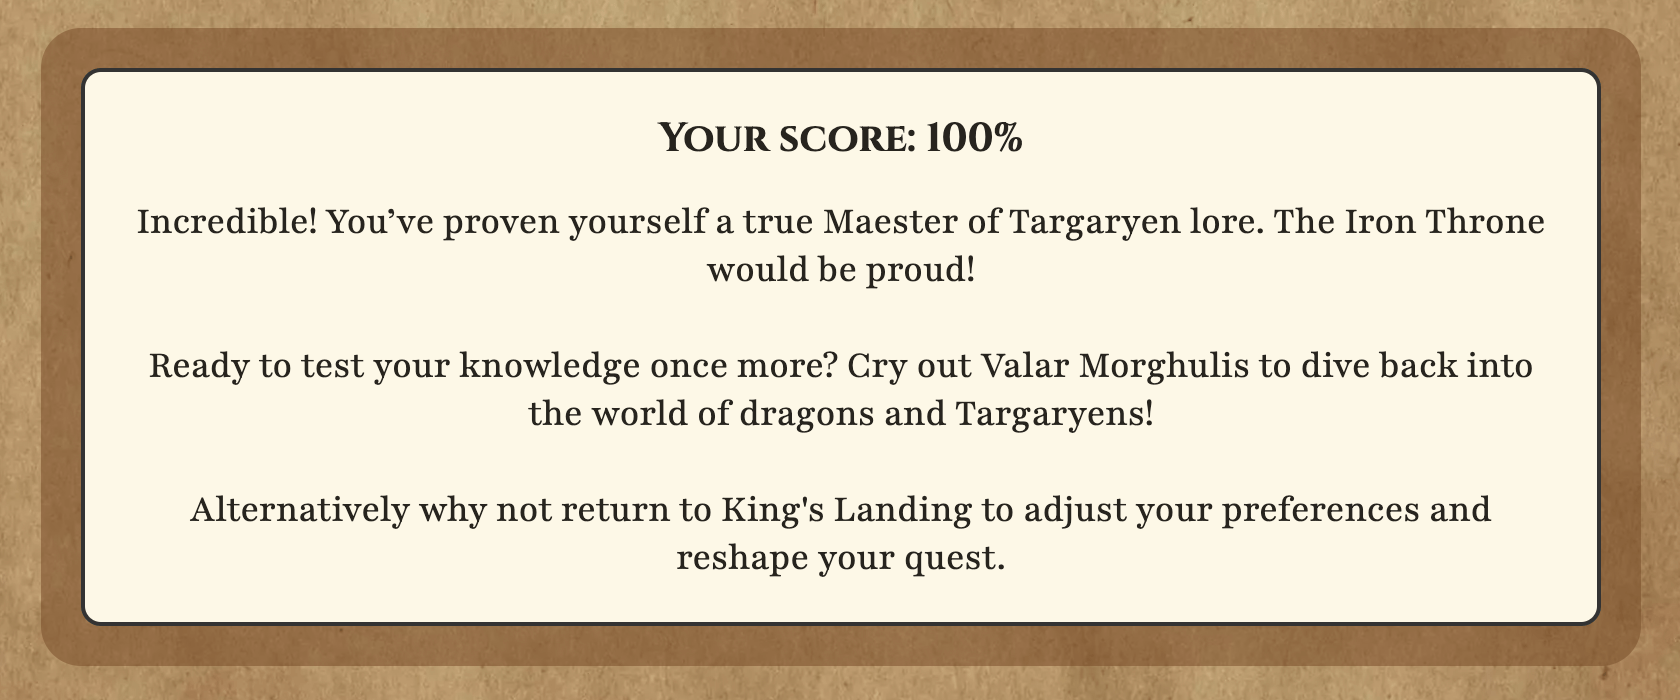 Your score: 100%
Incredible! You’ve proven yourself a true Maester of Targaryen lore. The Iron Throne
would be proud!
Ready to test your knowledge once more? Cry out Valar Morghulis to dive back into
the world of dragons and Targaryens!
Alternatively why not return to King's Landing to adjust your preferences and
reshape your quest.